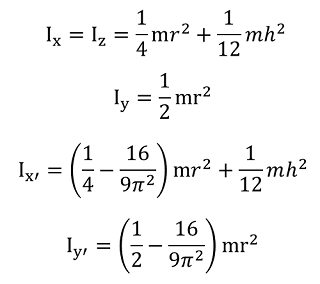 I_x = I_z = 1/4 mr² + 1/12 mh²
I_y = 1/2 mr²
I_x′ = (1/4 − 16/9π²) mr² + 1/12 mh²
I_y′ = (1/2 − 16/9π²) mr²